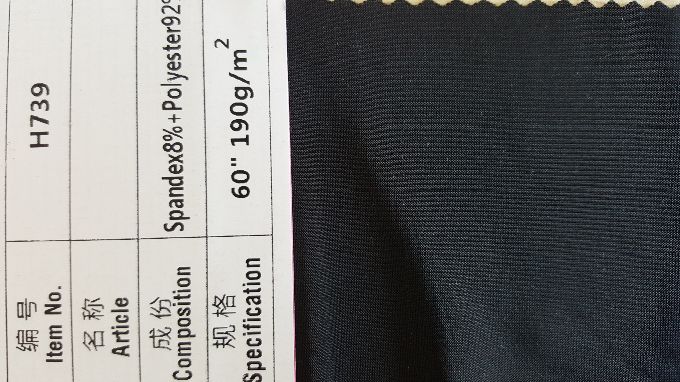 编号
Item No.
H739
名称
Article
成份
Composition
Spandex8%+Polyester92%
规格
Specification
60" 190g/m²